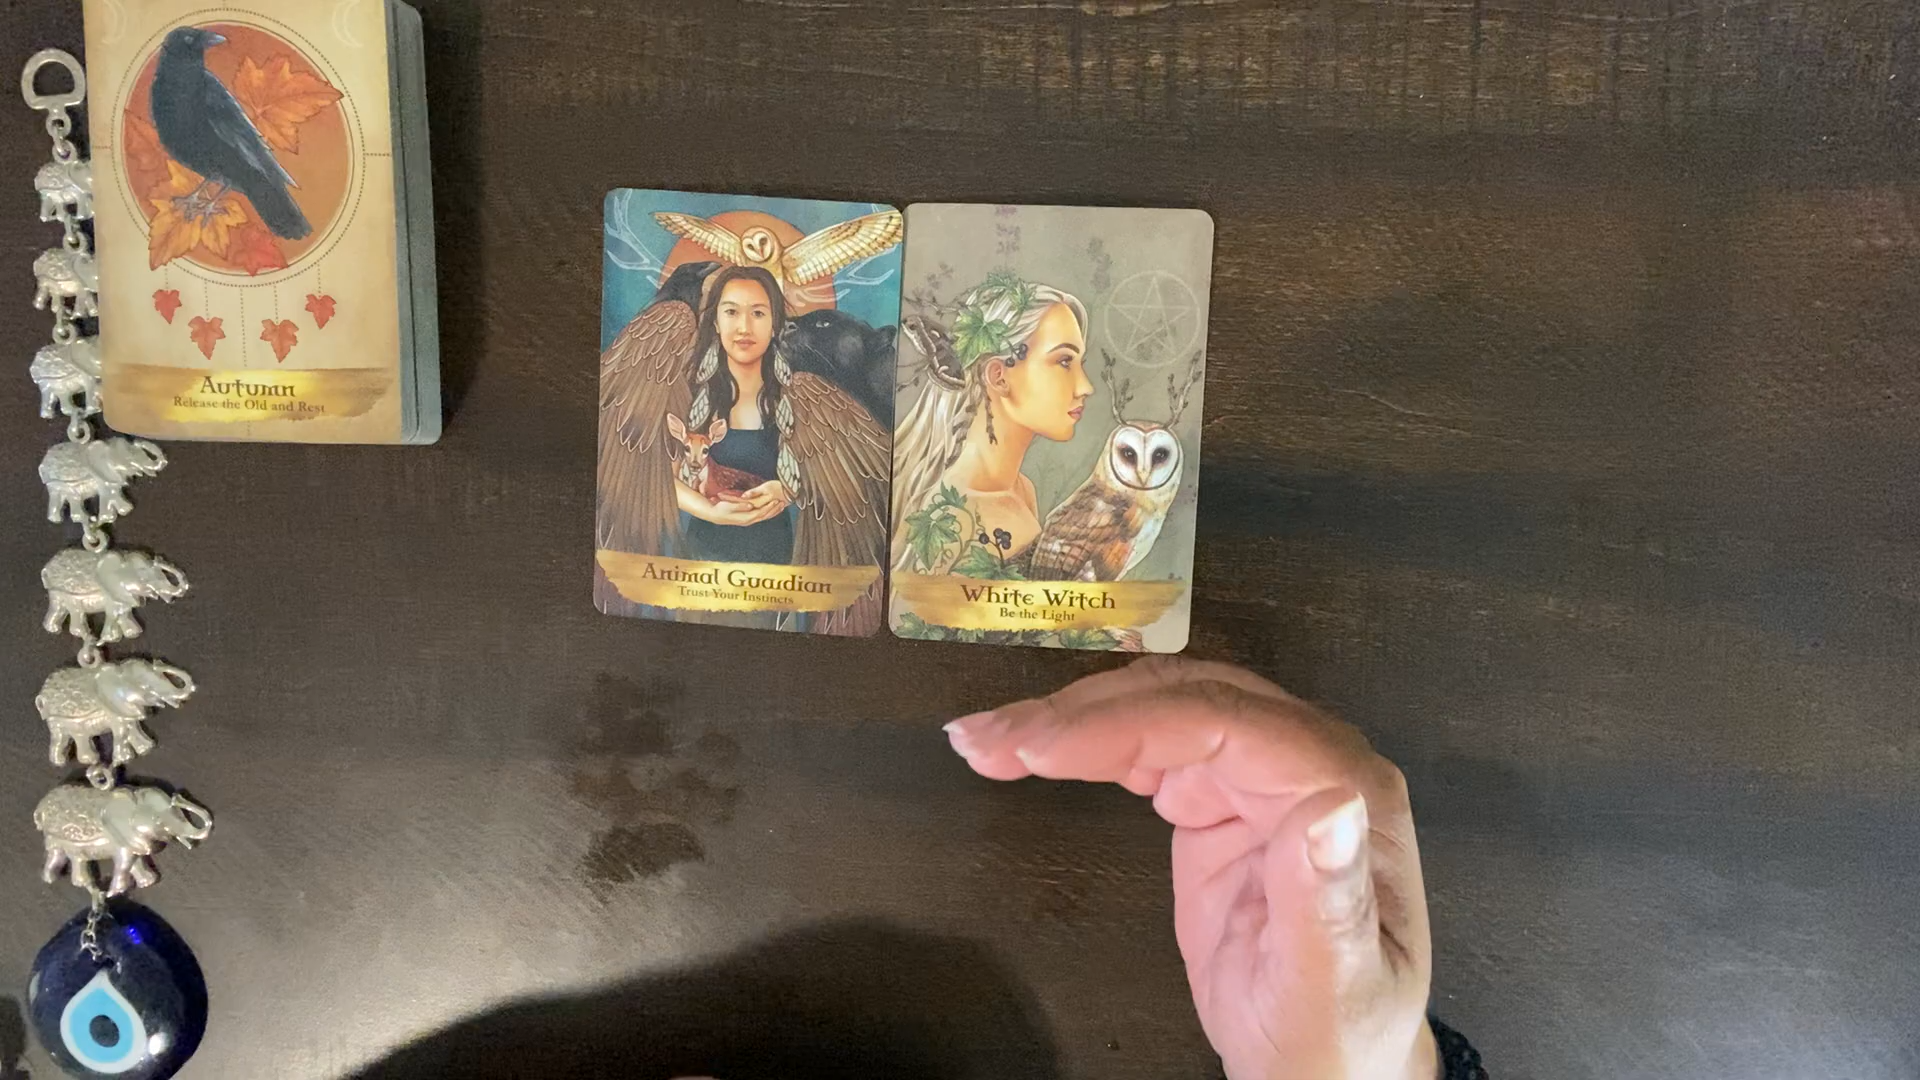 Autumn
Release the Old and Rest
Animal Guardian
Trust Your Instincts
White Witch
Be the Light